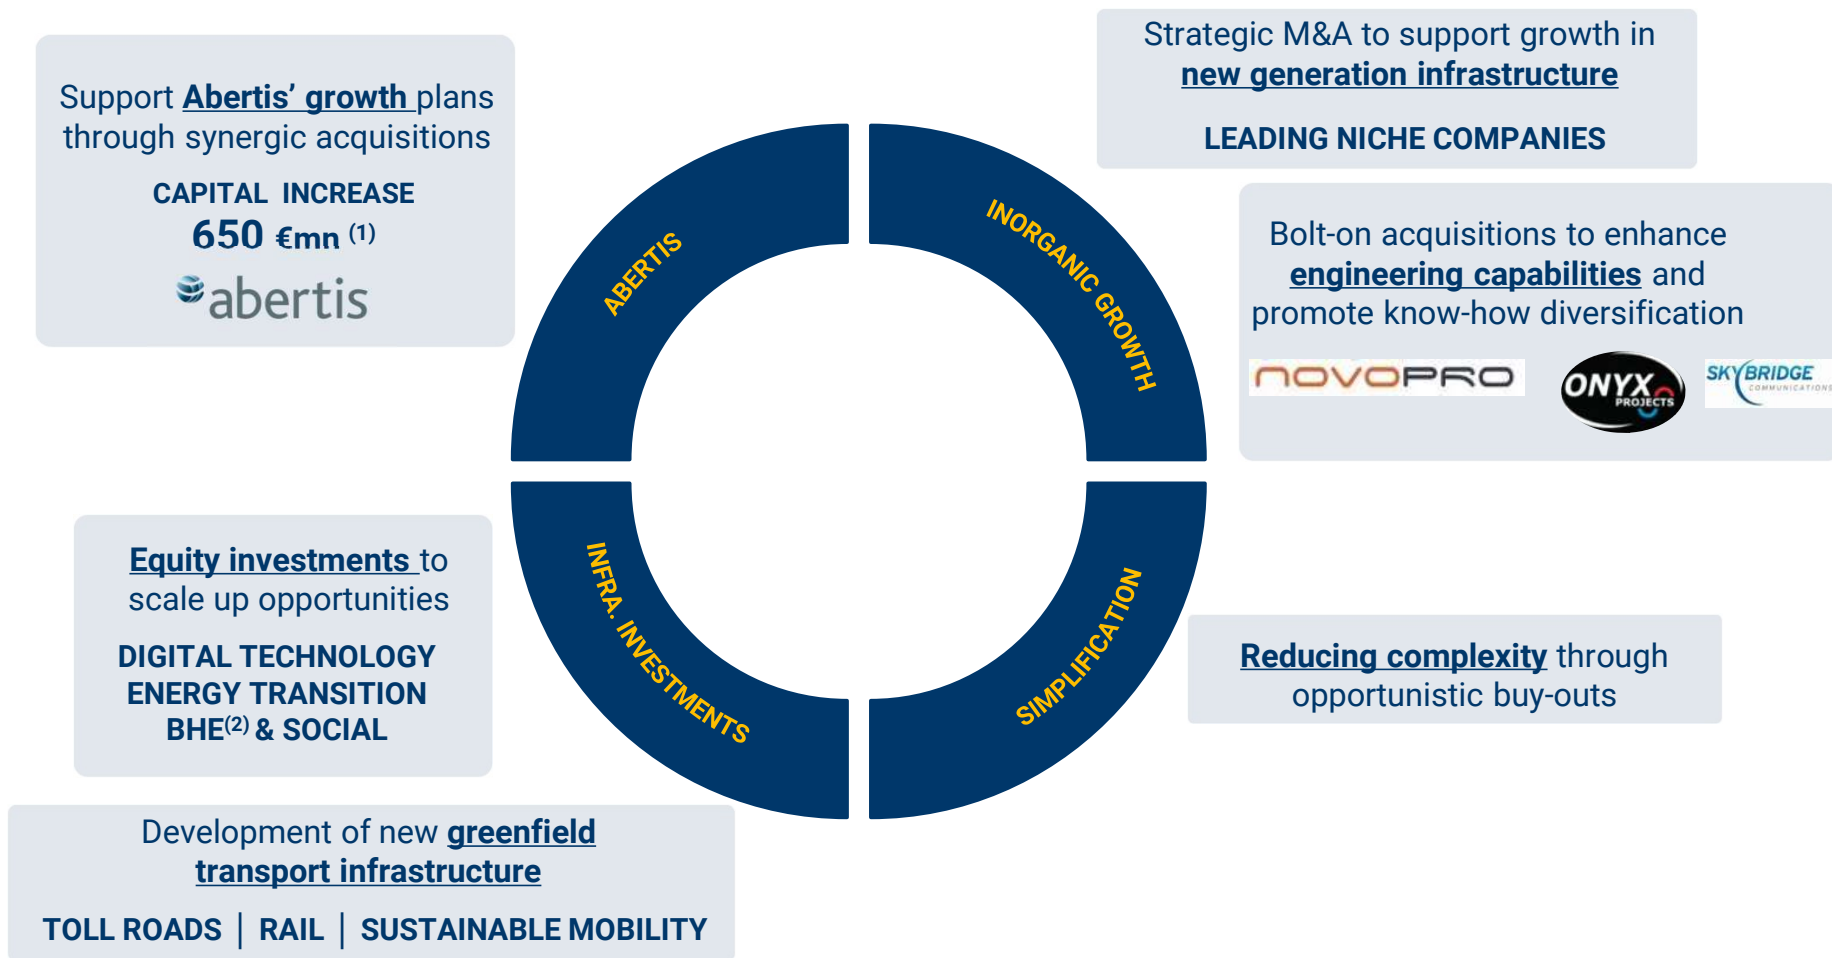 Support Abertis’ growth plans
through synergic acquisitions
CAPITAL INCREASE
650 €mn (1)
abertis
Strategic M&A to support growth in
new generation infrastructure
LEADING NICHE COMPANIES
Bolt-on acquisitions to enhance
engineering capabilities and
promote know-how diversification
NOVOPRO
ONYX
PROJECTS
SKYBRIDGE
COMMUNICATIONS
ABERTIS
INORGANIC GROWTH
INFRA. INVESTMENTS
SIMPLIFICATION
Equity investments to
scale up opportunities
DIGITAL TECHNOLOGY
ENERGY TRANSITION
BHE(2) & SOCIAL
Reducing complexity through
opportunistic buy-outs
Development of new greenfield
transport infrastructure
TOLL ROADS | RAIL | SUSTAINABLE MOBILITY